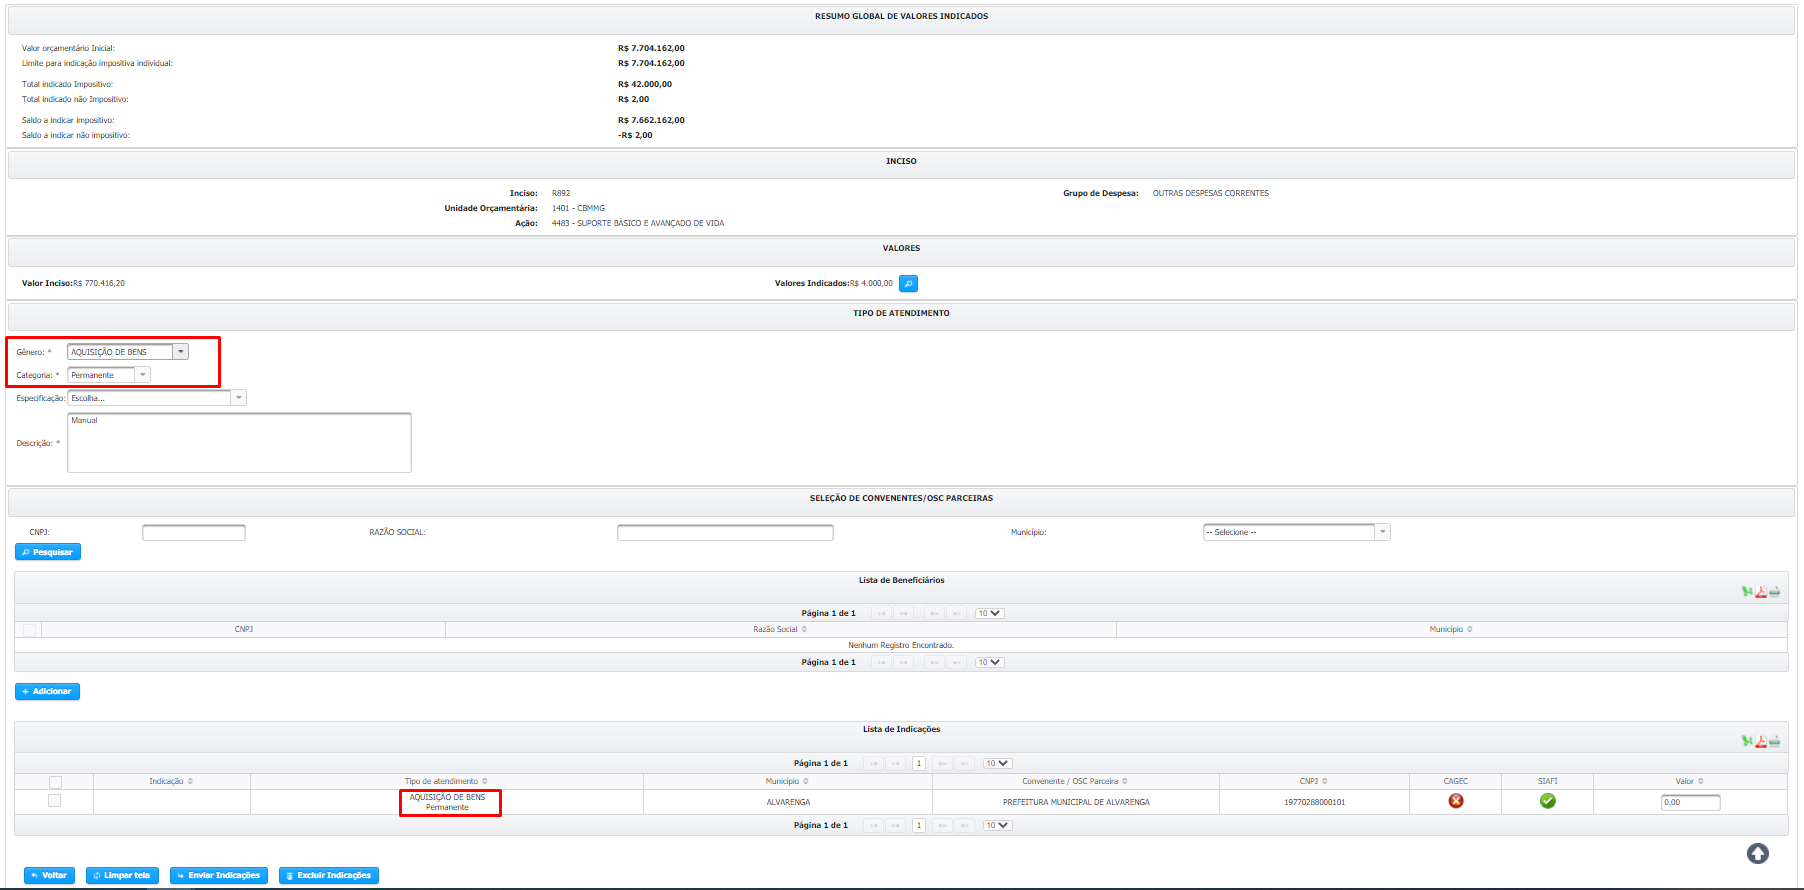 RESUMO GLOBAL DE VALORES INDICADOS
Valor orçamentário Inicial: R$ 7.704.162,00
Limite para indicação impositiva individual: R$ 7.704.162,00
Total indicado Impositivo: R$ 42.000,00
Total indicado não Impositivo: R$ 2,00
Saldo a indicar impositivo: R$ 7.662.162,00
Saldo a indicar não impositivo: -R$ 2,00
INCISO
Inciso: R892 Grupo de Despesa: OUTRAS DESPESAS CORRENTES
Unidade Orçamentária: 1401 - CBMMG
Ação: 4483 - SUPORTE BÁSICO E AVANÇADO DE VIDA
VALORES
Valor Inciso:R$ 770.416,20 Valores Indicados:R$ 4.000,00
TIPO DE ATENDIMENTO
Gênero: * AQUISIÇÃO DE BENS
Categoria: * Permanente
Especificação: Escolha...
Manual
Descrição: *
SELEÇÃO DE CONVENENTES/OSC PARCEIRAS
CNPJ: RAZÃO SOCIAL: Município: -- Selecione --
Pesquisar
Lista de Beneficiários
Página 1 de 1 10
CNPJ Razão Social Município
Nenhum Registro Encontrado.
Página 1 de 1 10
+ Adicionar
Lista de Indicações
Página 1 de 1 1 10
Indicação Tipo de atendimento Município Convenente / OSC Parceira CNPJ CAGEC SIAFI Valor
AQUISIÇÃO DE BENS
Permanente ALVARENGA PREFEITURA MUNICIPAL DE ALVARENGA 19770288000101 0,00
Página 1 de 1 1 10
Voltar Limpar tela Enviar Indicações Excluir Indicações